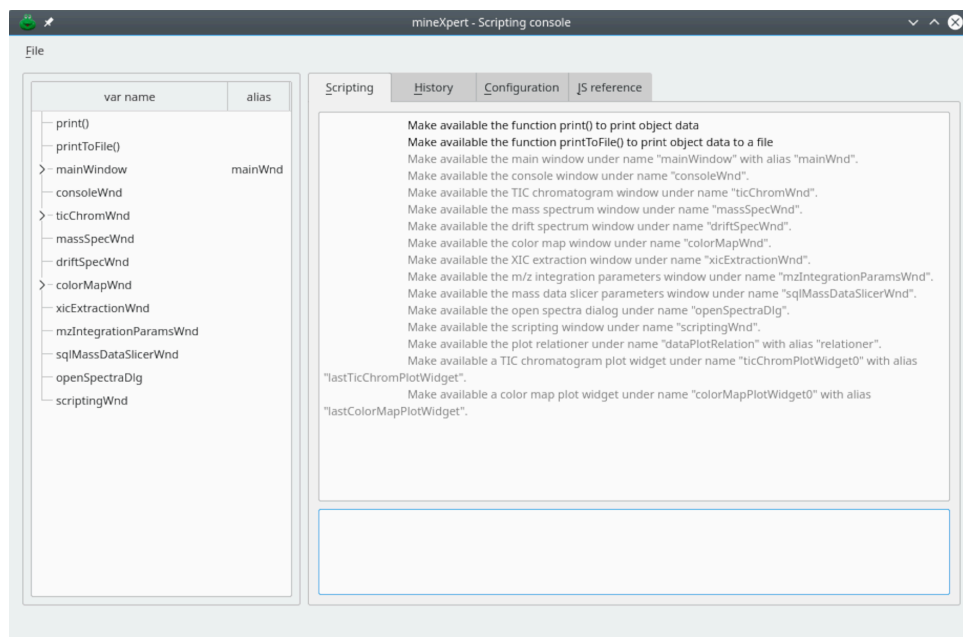 mineXpert - Scripting console
File
var name alias
print()
printToFile()
mainWindow mainWnd
consoleWnd
ticChromWnd
massSpecWnd
driftSpecWnd
colorMapWnd
xicExtractionWnd
mzIntegrationParamsWnd
sqlMassDataSlicerWnd
openSpectraDlg
scriptingWnd
Scripting History Configuration JS reference
Make available the function print() to print object data
Make available the function printToFile() to print object data to a file
Make available the main window under name "mainWindow" with alias "mainWnd".
Make available the console window under name "consoleWnd".
Make available the TIC chromatogram window under name "ticChromWnd".
Make available the mass spectrum window under name "massSpecWnd".
Make available the drift spectrum window under name "driftSpecWnd".
Make available the color map window under name "colorMapWnd".
Make available the XIC extraction window under name "xicExtractionWnd".
Make available the m/z integration parameters window under name "mzIntegrationParamsWnd".
Make available the mass data slicer parameters window under name "sqlMassDataSlicerWnd".
Make available the open spectra dialog under name "openSpectraDlg".
Make available the scripting window under name "scriptingWnd".
Make available the plot relationer under name "dataPlotRelation" with alias "relationer".
Make available a TIC chromatogram plot widget under name "ticChromPlotWidget0" with alias
"lastTicChromPlotWidget".
Make available a color map plot widget under name "colorMapPlotWidget0" with alias
"lastColorMapPlotWidget".